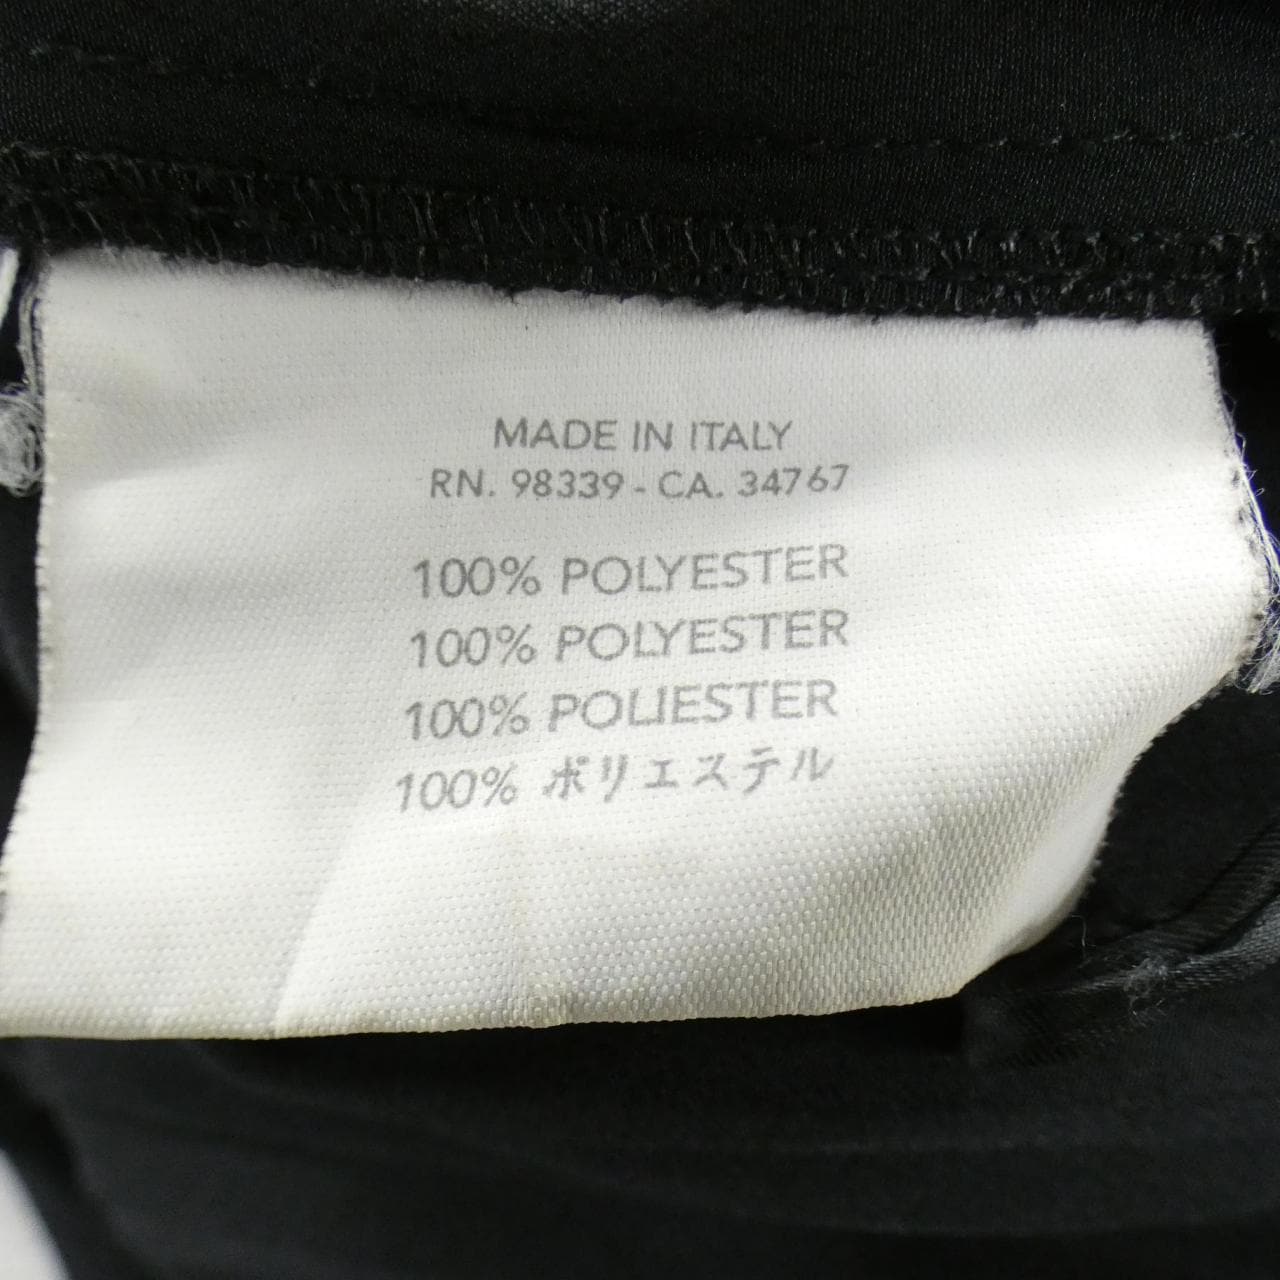 MADE IN ITALY
RN. 98339 - CA. 34767
100% POLYESTER
100% POLYESTER
100% POLIESTER
100% ポリエステル